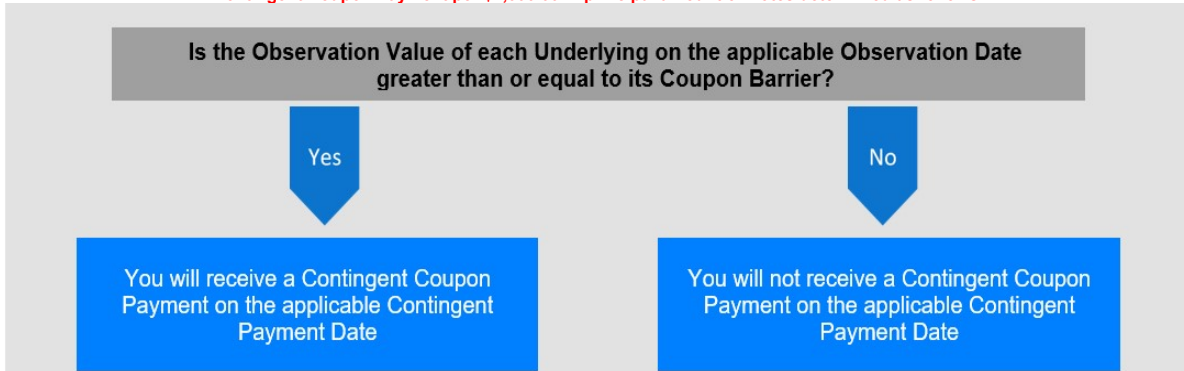 Is the Observation Value of each Underlying on the applicable Observation Date
greater than or equal to its Coupon Barrier?
Yes
No
You will receive a Contingent Coupon
Payment on the applicable Contingent
Payment Date
You will not receive a Contingent Coupon
Payment on the applicable Contingent
Payment Date